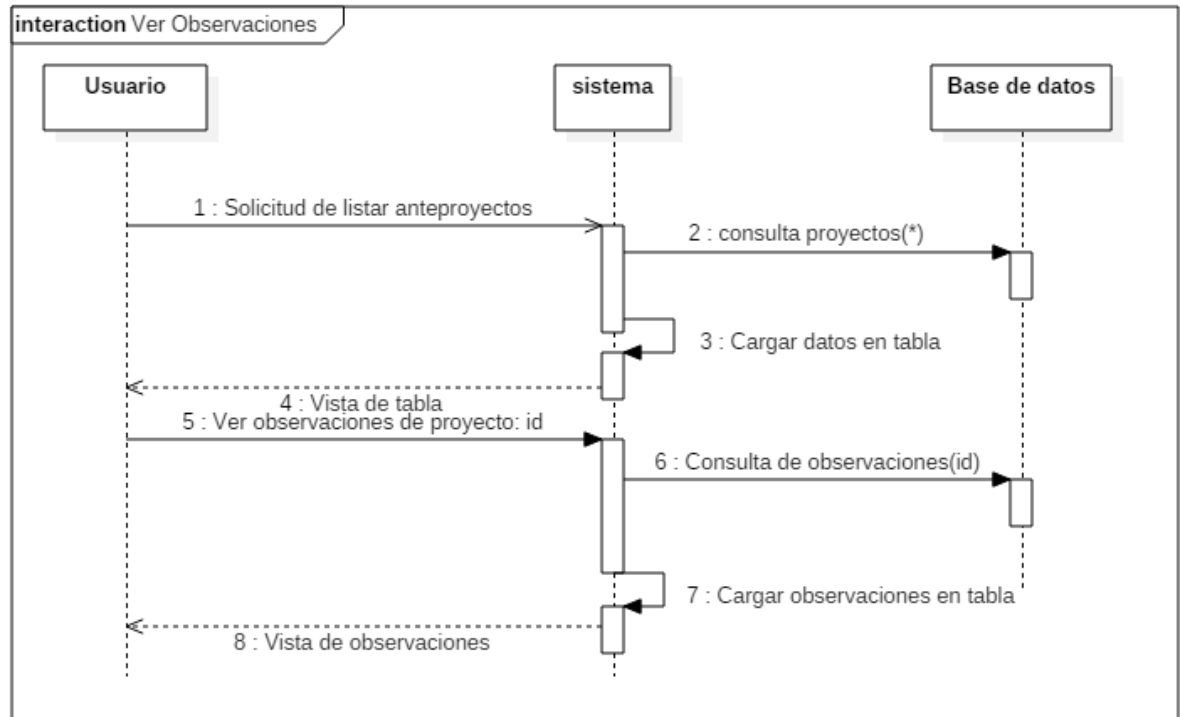 interaction Ver Observaciones
Usuario
sistema
Base de datos
1 : Solicitud de listar anteproyectos
2 : consulta proyectos(*)
3 : Cargar datos en tabla
4 : Vista de tabla
5 : Ver observaciones de proyecto: id
6 : Consulta de observaciones(id)
7 : Cargar observaciones en tabla
8 : Vista de observaciones